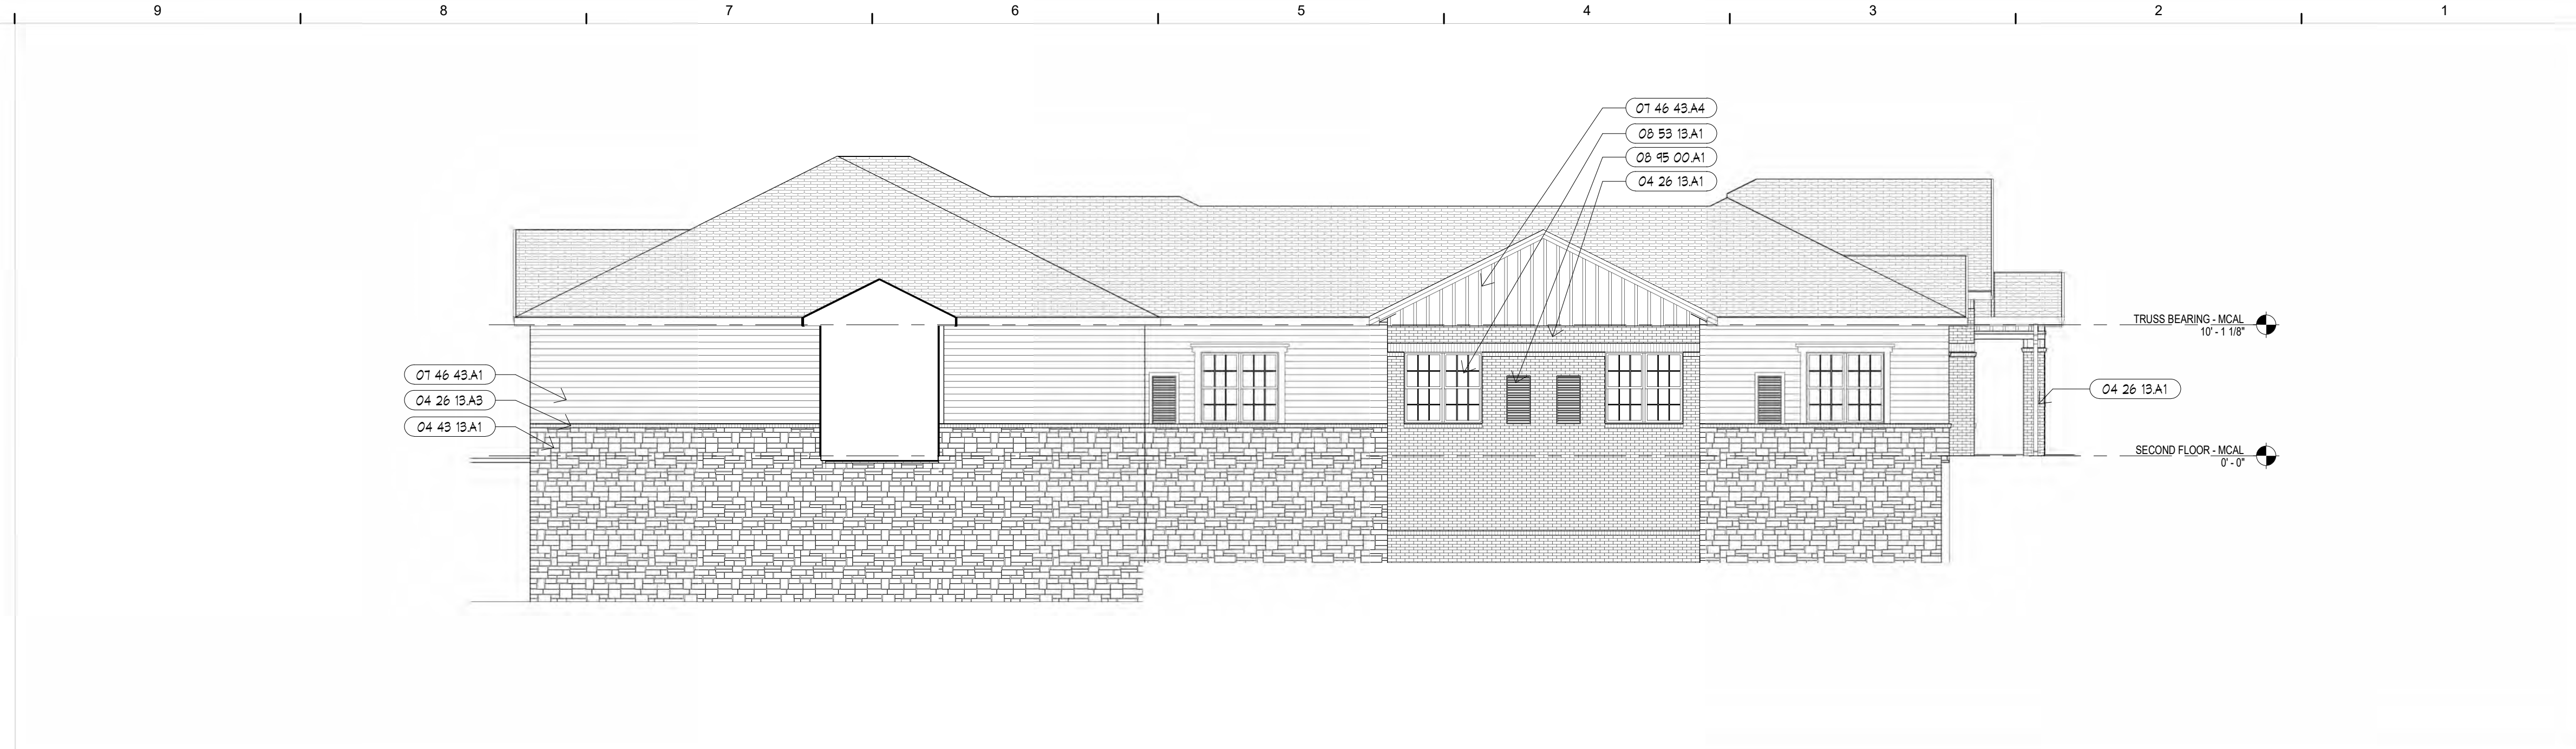 9 8 7 6 5 4 3 2 1
07 46 43.A4
08 53 13.A1
08 95 00.A1
04 26 13.A1
TRUSS BEARING - MCAL
10' - 1 1/8"
07 46 43.A1
04 26 13.A3
04 43 13.A1
04 26 13.A1
SECOND FLOOR - MCAL
0' - 0"